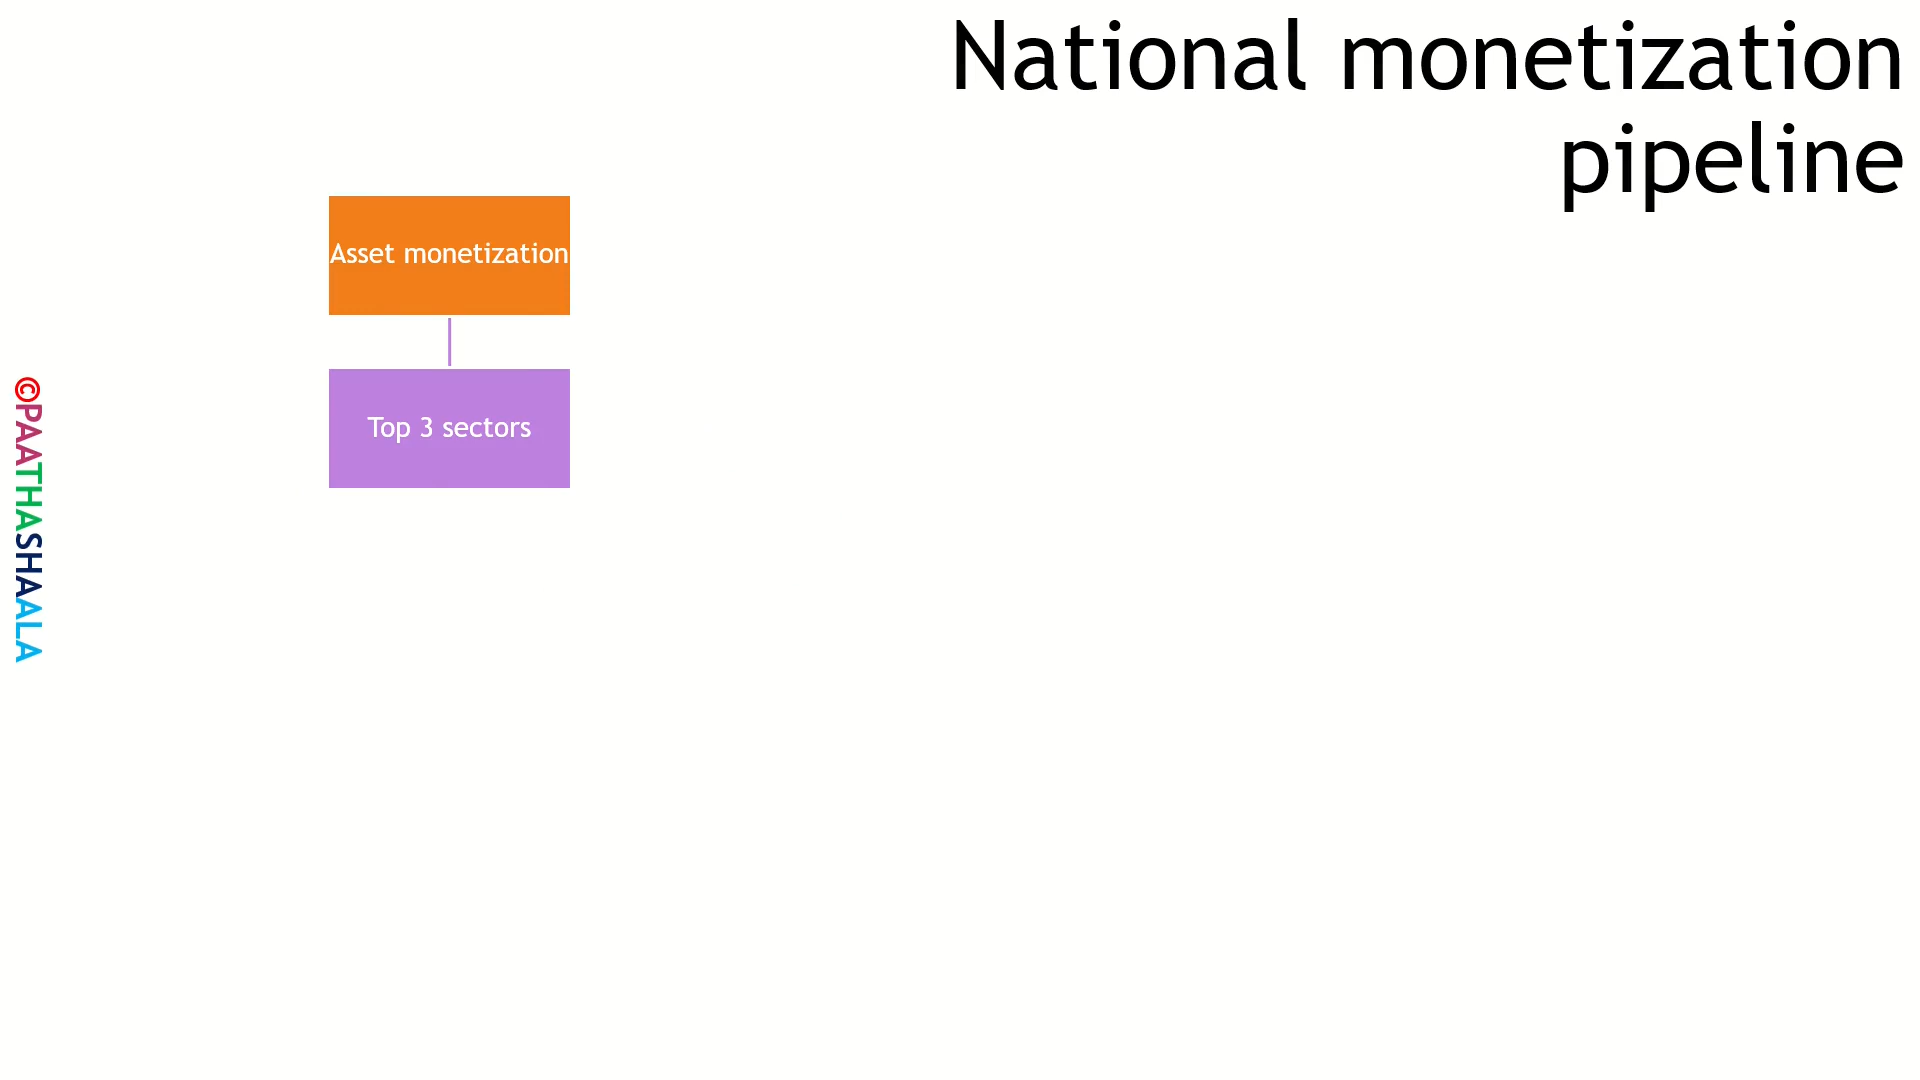 National monetization
pipeline
Asset monetization
Top 3 sectors
©PAATHASHAALA